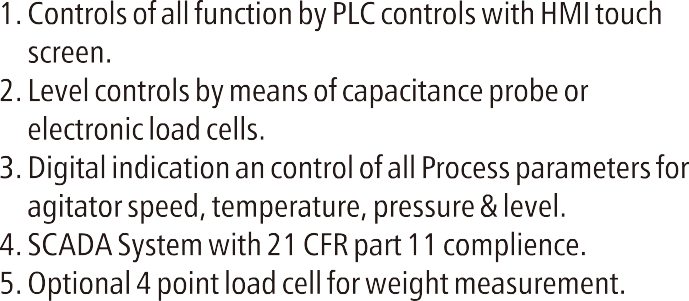 1. Controls of all function by PLC controls with HMI touch
screen.
2. Level controls by means of capacitance probe or
electronic load cells.
3. Digital indication an control of all Process parameters for
agitator speed, temperature, pressure & level.
4. SCADA System with 21 CFR part 11 complience.
5. Optional 4 point load cell for weight measurement.